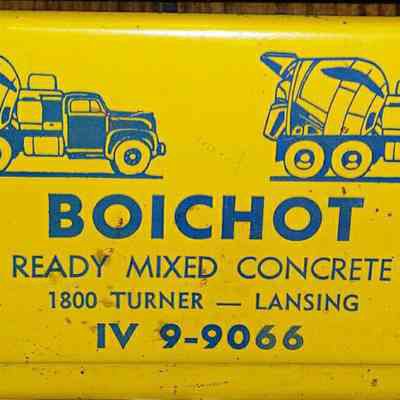 BOICHOT
READY MIXED CONCRETE
1800 TURNER — LANSING
IV 9-9066